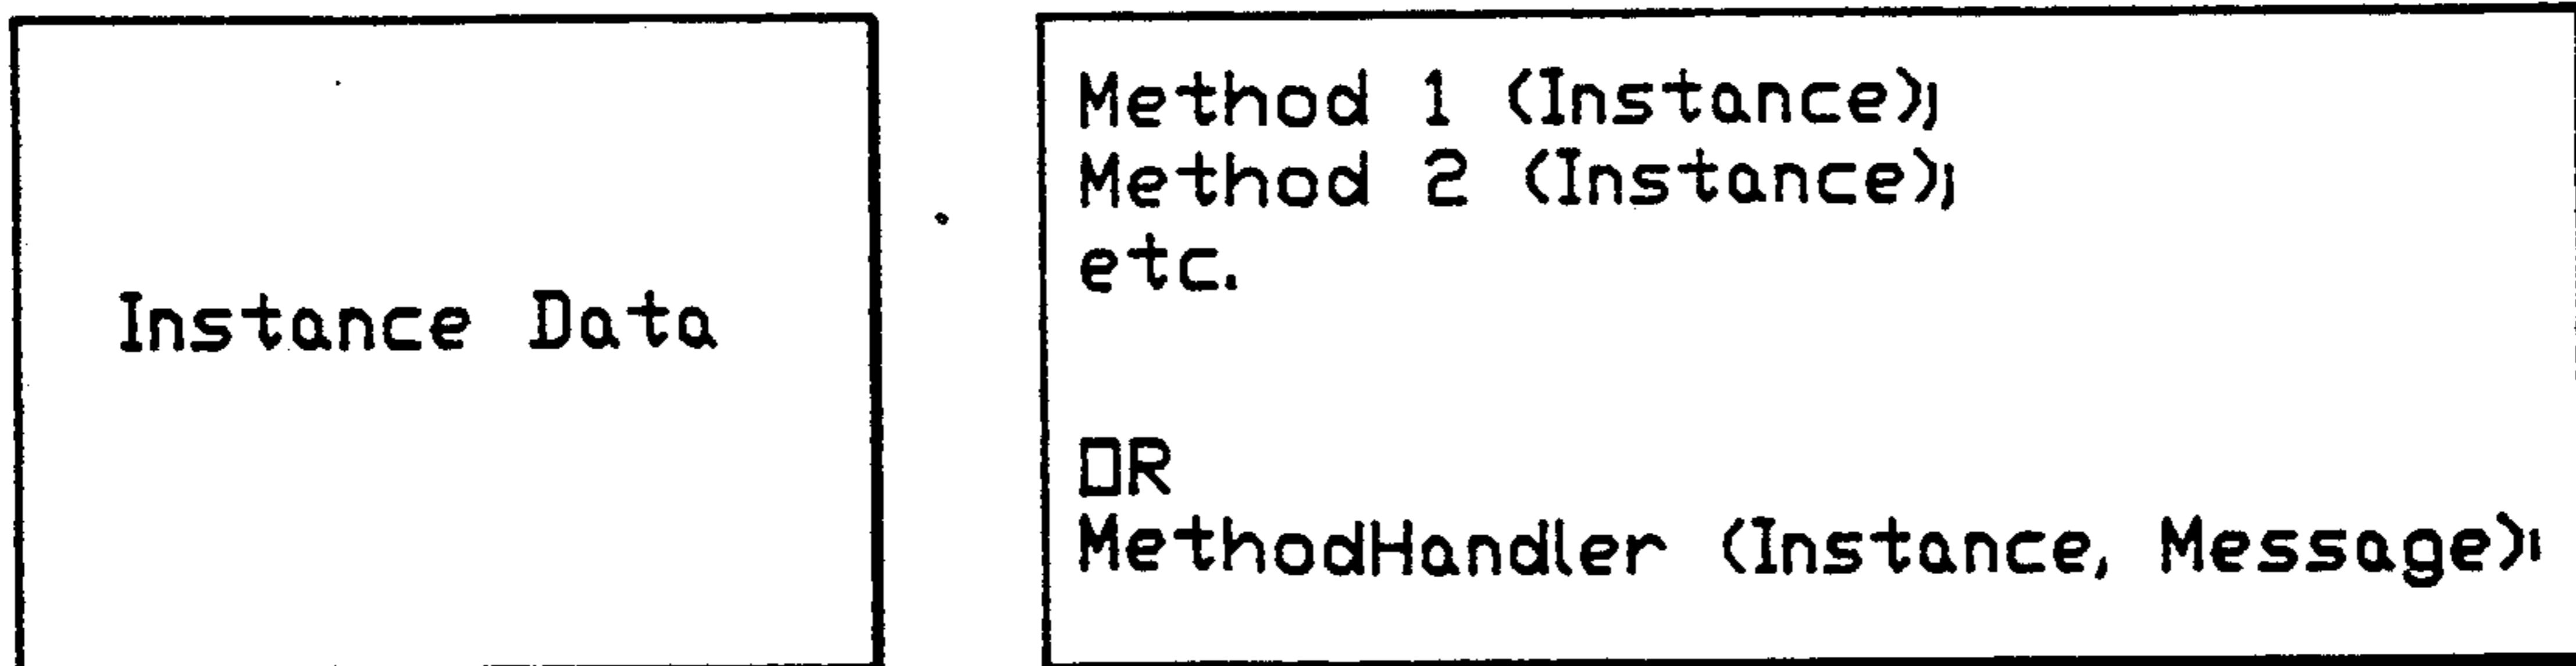 Instance Data
Method 1 (Instance);
Method 2 (Instance);
etc.
OR
MethodHandler (Instance, Message);